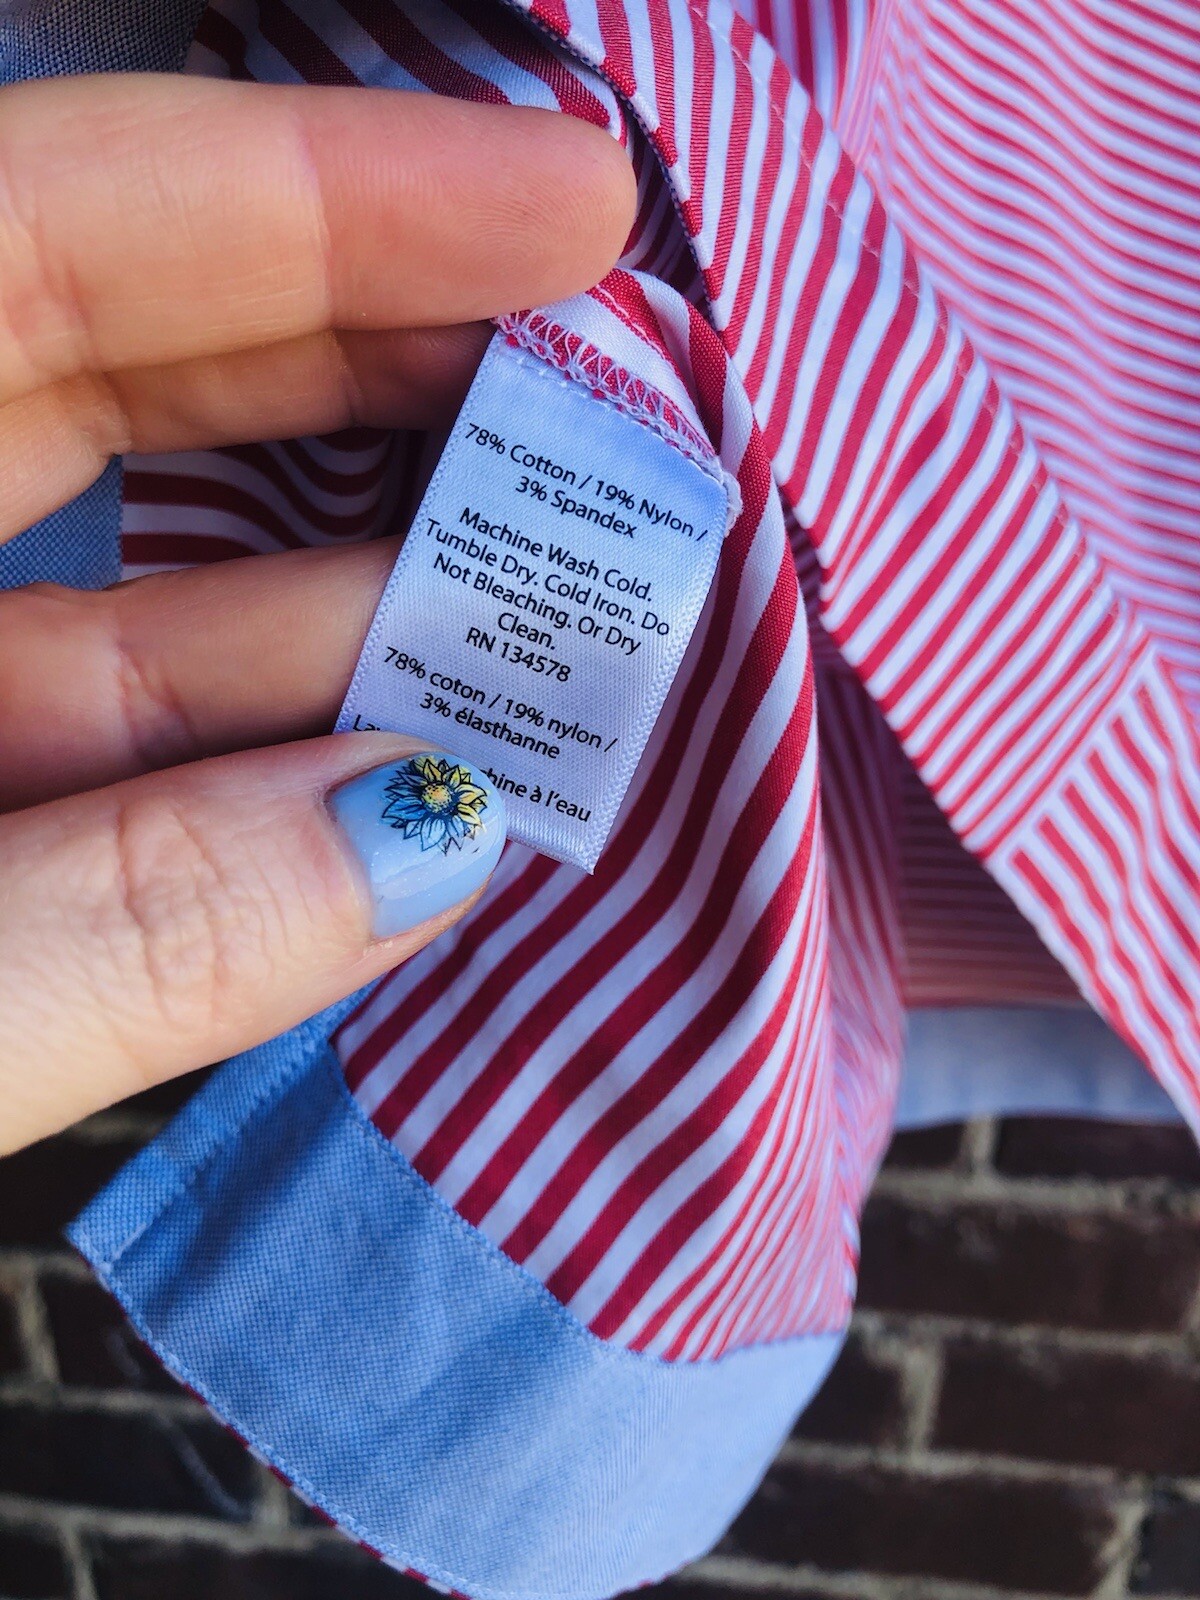 78% Cotton / 19% Nylon /
3% Spandex
Machine Wash Cold.
Tumble Dry. Cold Iron. Do
Not Bleaching. Or Dry
Clean.
RN 134578
78% coton / 19% nylon /
3% élasthanne
à l'eau